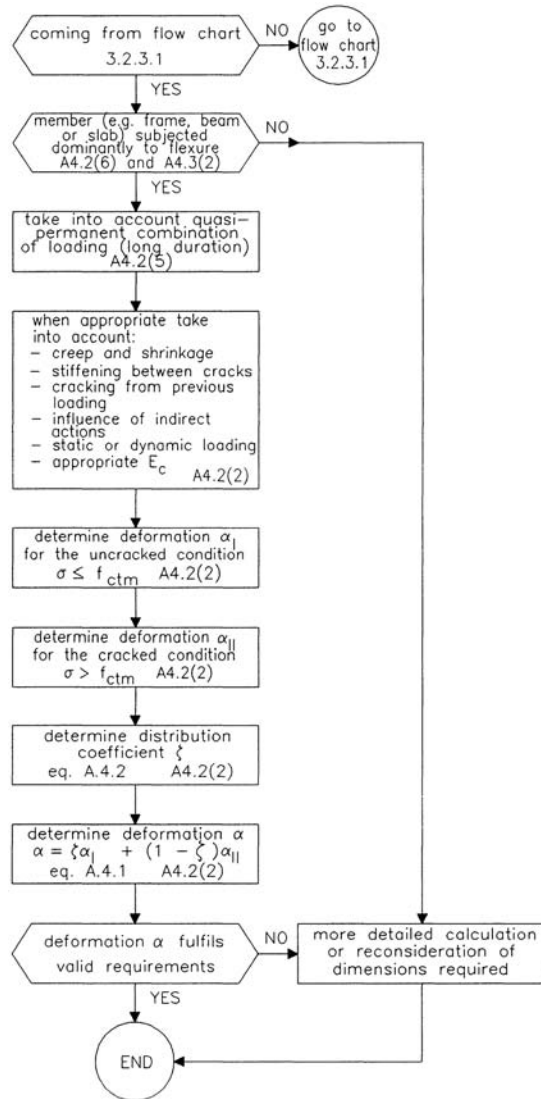 coming from flow chart
3.2.3.1
NO
go to
flow chart
3.2.3.1
YES
member (e.g. frame, beam
or slab) subjected
dominantly to flexure
A4.2(6) and A4.3(2)
NO
YES
take into account quasi-
permanent combination
of loading (long duration)
A4.2(5)
when appropriate take
into account:
– creep and shrinkage
– stiffening between cracks
– cracking from previous
loading
– influence of indirect
actions
– static or dynamic loading
– appropriate E_c
A4.2(2)
determine deformation α_I
for the uncracked condition
σ ≤ f_ctm A4.2(2)
determine deformation α_II
for the cracked condition
σ > f_ctm A4.2(2)
determine distribution
coefficient ζ
eq. A.4.2 A4.2(2)
determine deformation α
α = ζα_I + (1 - ζ)α_II
eq. A.4.1 A4.2(2)
deformation α fulfils
valid requirements
NO
more detailed calculation
or reconsideration of
dimensions required
YES
END